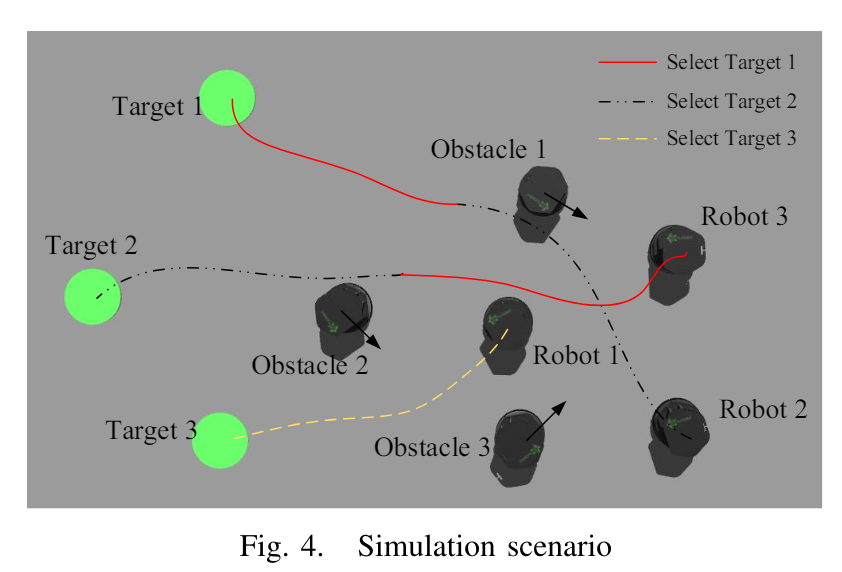 Select Target 1
Target 1
Select Target 2
Select Target 3
Obstacle 1
Robot 3
Target 2
Obstacle 2
Robot 1
Robot 2
Target 3
Obstacle 3
Fig. 4. Simulation scenario